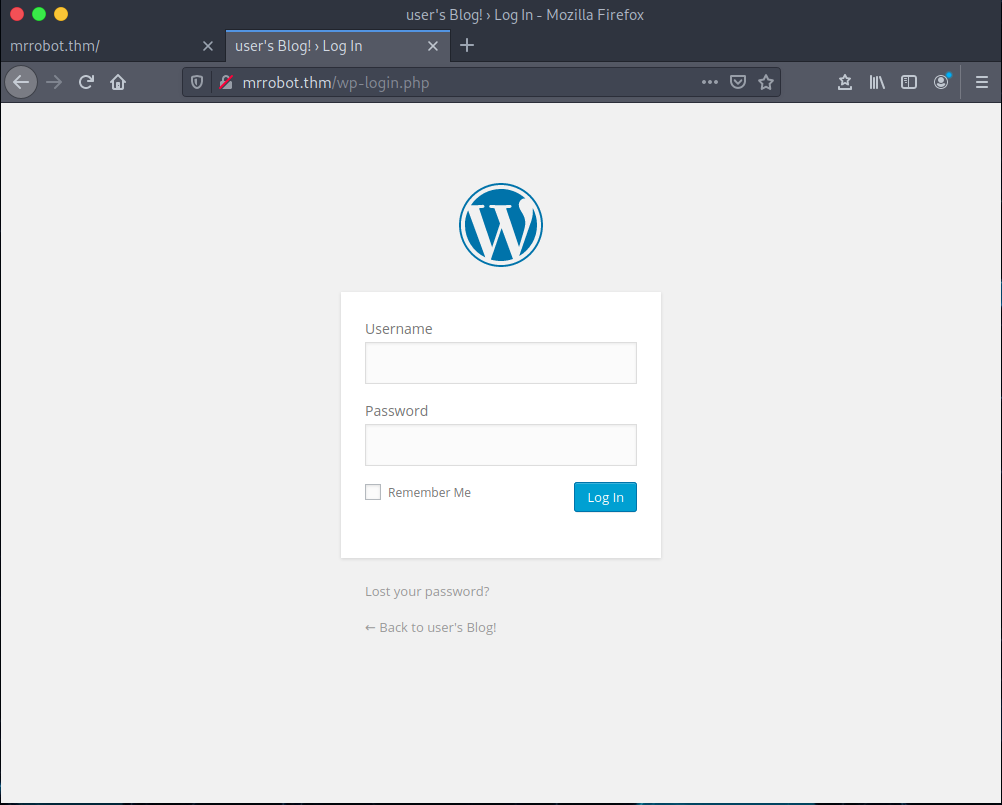 user's Blog! › Log In - Mozilla Firefox
mrrobot.thm/
user's Blog! › Log In
mrrobot.thm/wp-login.php
Username
Password
Remember Me
Log In
Lost your password?
← Back to user's Blog!